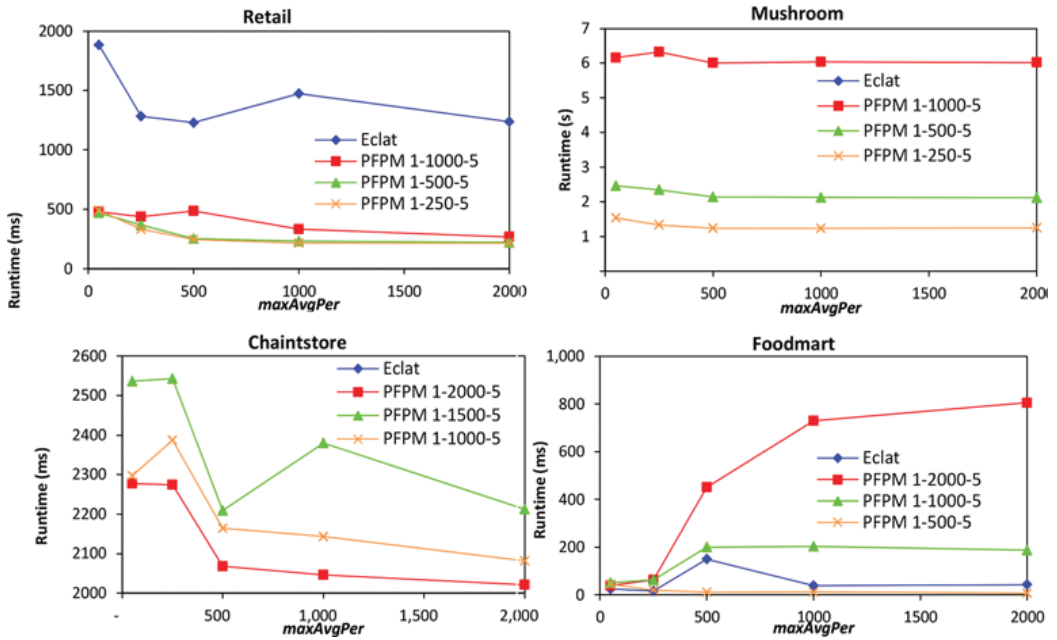 Retail
2000
1500
1000
500
0
Runtime (ms)
Eclat
PFPM 1-1000-5
PFPM 1-500-5
PFPM 1-250-5
0
500
1000
1500
2000
maxAvgPer
Mushroom
7
6
5
4
3
2
1
Runtime (s)
Eclat
PFPM 1-1000-5
PFPM 1-500-5
PFPM 1-250-5
0
500
1000
1500
2000
maxAvgPer
Chaintstore
2600
2500
2400
2300
2200
2100
2000
Runtime (ms)
Eclat
PFPM 1-2000-5
PFPM 1-1500-5
PFPM 1-1000-5
-
500
1,000
1,500
2,000
maxAvgPer
Foodmart
1,000
800
600
400
200
0
Runtime (ms)
Eclat
PFPM 1-2000-5
PFPM 1-1000-5
PFPM 1-500-5
0
500
1000
1500
2000
maxAvgPer